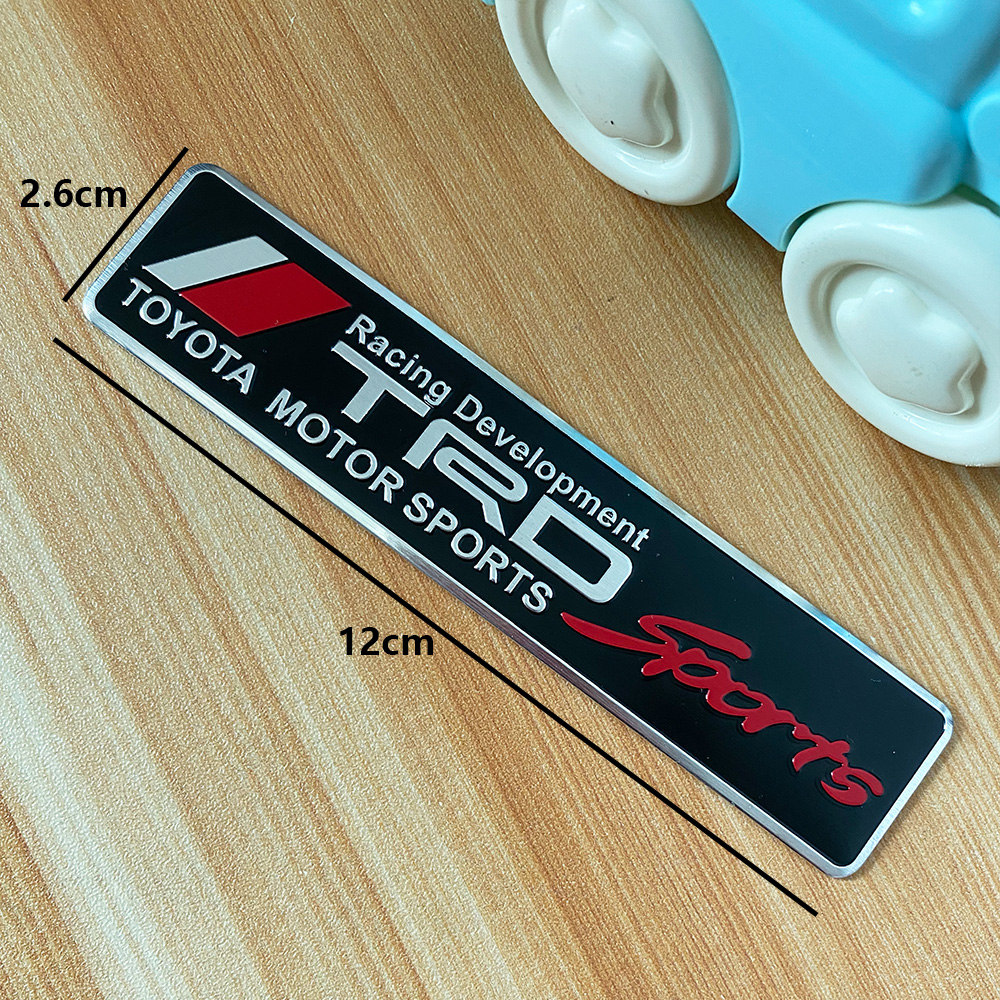 2.6cm
Racing Development
TRD
TOYOTA MOTOR SPORTS
Sports
12cm